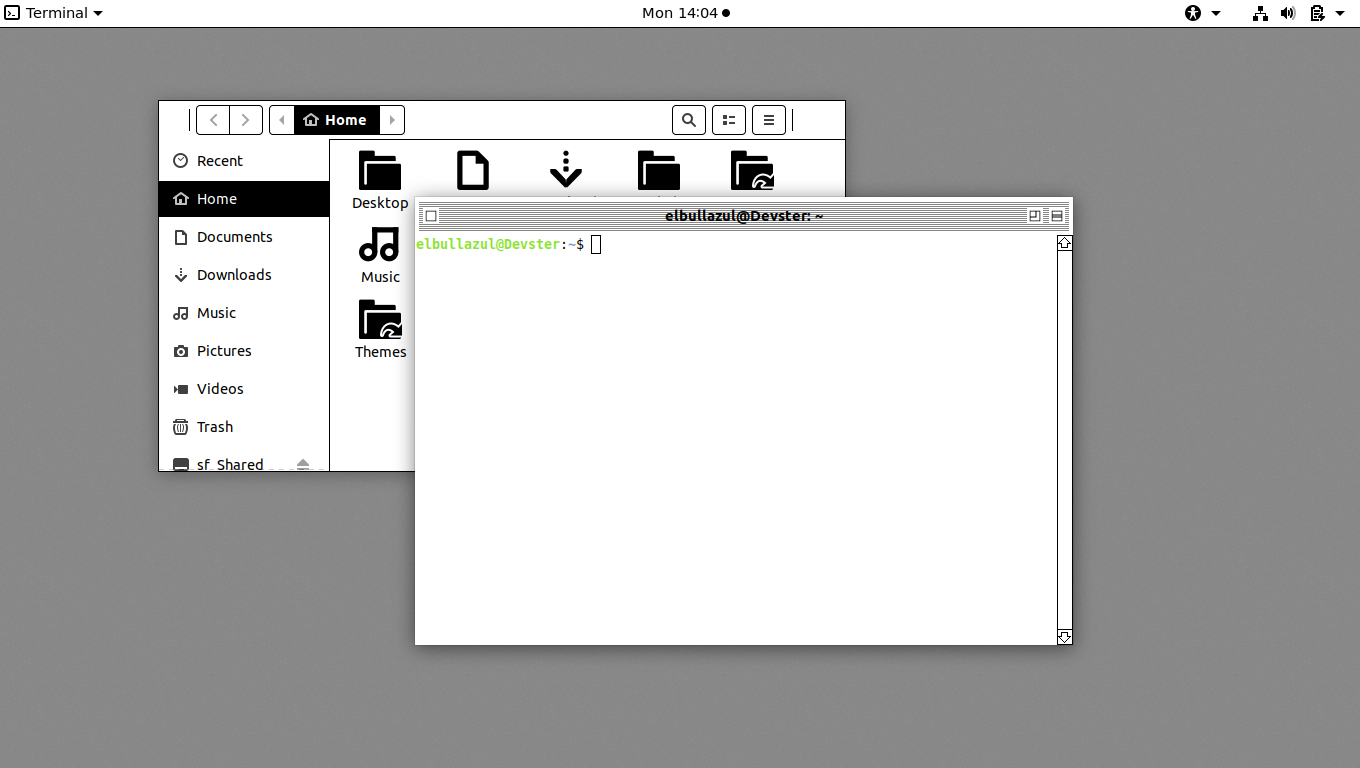 Terminal
Mon 14:04
Home
Recent
Home
Documents
Downloads
Music
Pictures
Videos
Trash
sf_Shared
Desktop
Music
Themes
elbullazul@Devster: ~
elbullazul@Devster:~$